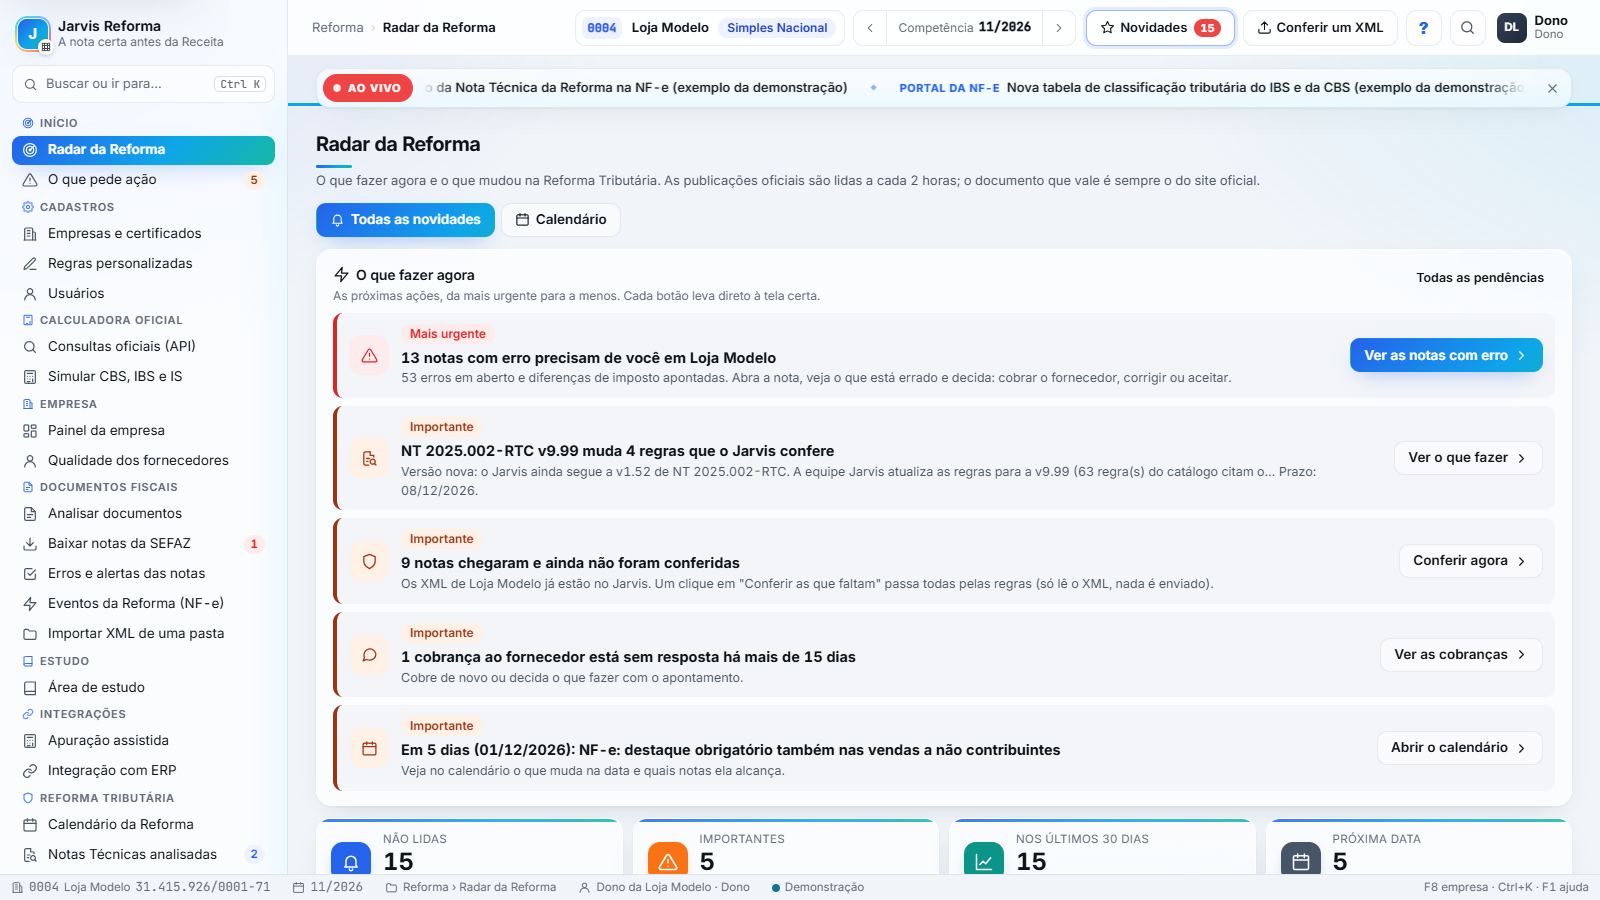 Jarvis Reforma
A nota certa antes da Receita
Buscar ou ir para...
Ctrl K
INÍCIO
Radar da Reforma
O que pede ação
5
CADASTROS
Empresas e certificados
Regras personalizadas
Usuários
CALCULADORA OFICIAL
Consultas oficiais (API)
Simular CBS, IBS e IS
EMPRESA
Painel da empresa
Qualidade dos fornecedores
DOCUMENTOS FISCAIS
Analisar documentos
Baixar notas da SEFAZ
1
Erros e alertas das notas
Eventos da Reforma (NF-e)
Importar XML de uma pasta
ESTUDO
Área de estudo
INTEGRAÇÕES
Apuração assistida
Integração com ERP
REFORMA TRIBUTÁRIA
Calendário da Reforma
Notas Técnicas analisadas
2
Reforma › Radar da Reforma
0004 Loja Modelo Simples Nacional
Competência 11/2026
Novidades 15
Conferir um XML
?
DL
Dono
Dono
AO VIVO
o da Nota Técnica da Reforma na NF-e (exemplo da demonstração)
PORTAL DA NF-E Nova tabela de classificação tributária do IBS e da CBS (exemplo da demonstração
Radar da Reforma
O que fazer agora e o que mudou na Reforma Tributária. As publicações oficiais são lidas a cada 2 horas; o documento que vale é sempre o do site oficial.
Todas as novidades
Calendário
O que fazer agora
As próximas ações, da mais urgente para a menos. Cada botão leva direto à tela certa.
Todas as pendências
Mais urgente
13 notas com erro precisam de você em Loja Modelo
53 erros em aberto e diferenças de imposto apontadas. Abra a nota, veja o que está errado e decida: cobrar o fornecedor, corrigir ou aceitar.
Ver as notas com erro
Importante
NT 2025.002-RTC v9.99 muda 4 regras que o Jarvis confere
Versão nova: o Jarvis ainda segue a v1.52 de NT 2025.002-RTC. A equipe Jarvis atualiza as regras para a v9.99 (63 regra(s) do catálogo citam o... Prazo:
08/12/2026.
Ver o que fazer
Importante
9 notas chegaram e ainda não foram conferidas
Os XML de Loja Modelo já estão no Jarvis. Um clique em "Conferir as que faltam" passa todas pelas regras (só lê o XML, nada é enviado).
Conferir agora
Importante
1 cobrança ao fornecedor está sem resposta há mais de 15 dias
Cobre de novo ou decida o que fazer com o apontamento.
Ver as cobranças
Importante
Em 5 dias (01/12/2026): NF-e: destaque obrigatório também nas vendas a não contribuintes
Veja no calendário o que muda na data e quais notas ela alcança.
Abrir o calendário
NÃO LIDAS
15
IMPORTANTES
5
NOS ÚLTIMOS 30 DIAS
15
PRÓXIMA DATA
5
0004 Loja Modelo 31.415.926/0001-71
11/2026
Reforma › Radar da Reforma
Dono da Loja Modelo · Dono
Demonstração
F8 empresa · Ctrl+K · F1 ajuda